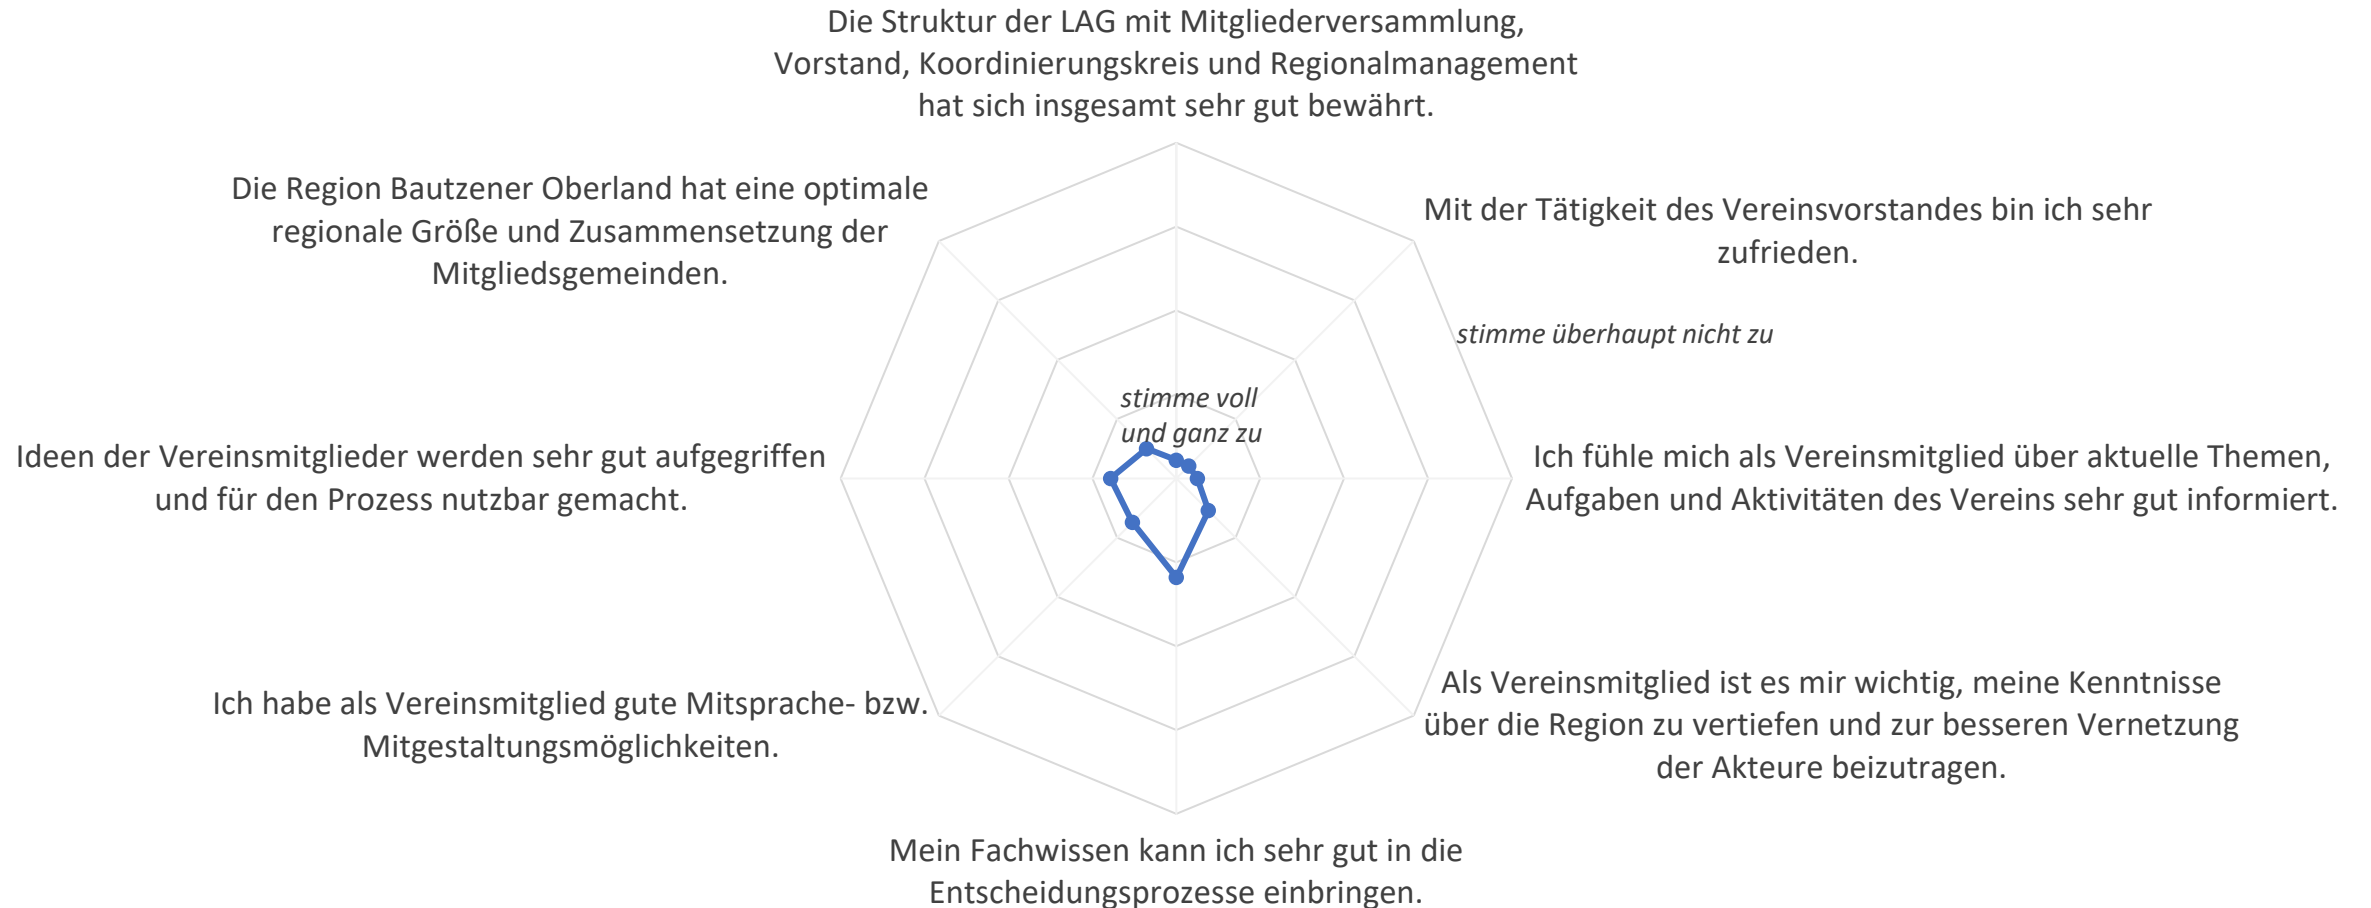 Die Struktur der LAG mit Mitgliederversammlung,
Vorstand, Koordinierungskreis und Regionalmanagement
hat sich insgesamt sehr gut bewährt.
Mit der Tätigkeit des Vereinsvorstandes bin ich sehr
zufrieden.
stimme überhaupt nicht zu
stimme voll
und ganz zu
Ich fühle mich als Vereinsmitglied über aktuelle Themen,
Aufgaben und Aktivitäten des Vereins sehr gut informiert.
Als Vereinsmitglied ist es mir wichtig, meine Kenntnisse
über die Region zu vertiefen und zur besseren Vernetzung
der Akteure beizutragen.
Mein Fachwissen kann ich sehr gut in die
Entscheidungsprozesse einbringen.
Ich habe als Vereinsmitglied gute Mitsprache- bzw.
Mitgestaltungsmöglichkeiten.
Ideen der Vereinsmitglieder werden sehr gut aufgegriffen
und für den Prozess nutzbar gemacht.
Die Region Bautzener Oberland hat eine optimale
regionale Größe und Zusammensetzung der
Mitgliedsgemeinden.